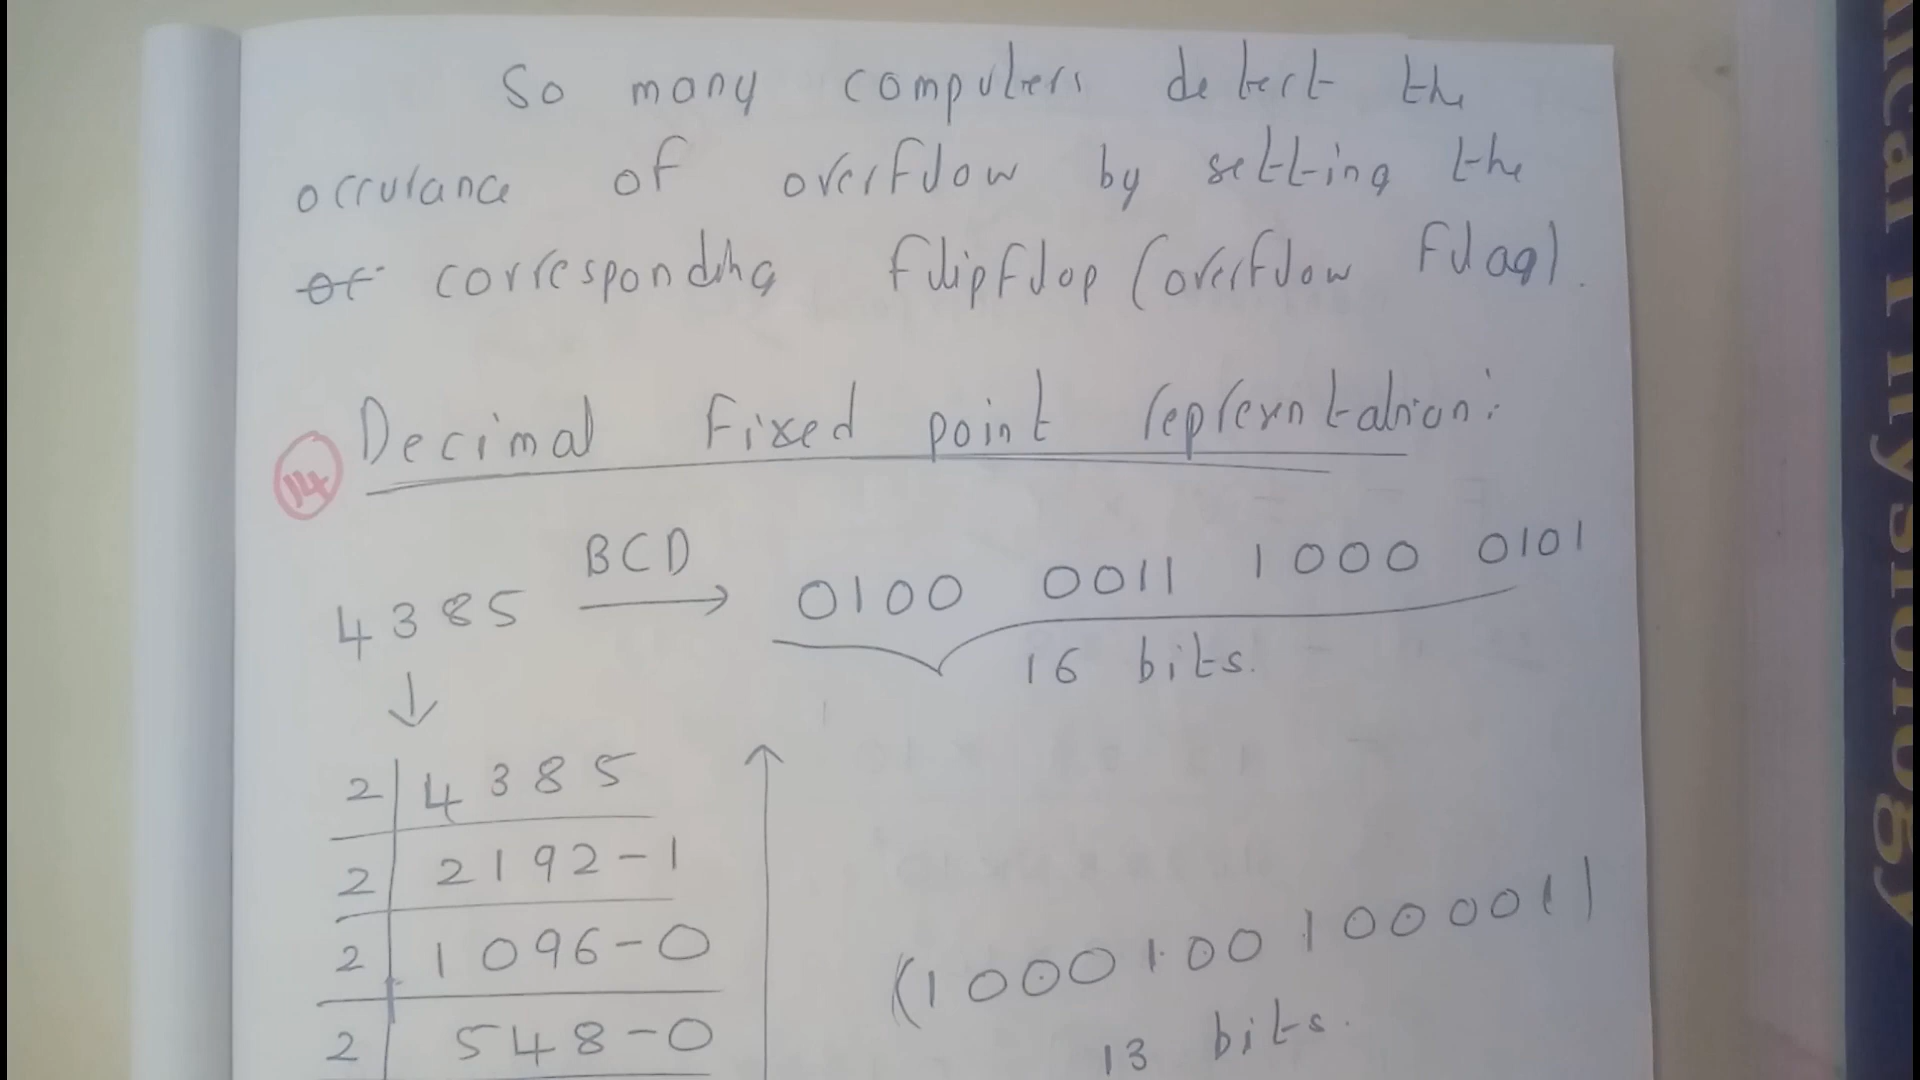 So many computers detect the
occurance of overflow by setting the
of corresponding flipflop (overflow Flag).
14 Decimal Fixed point representation:
4385 BCD → 0100 0011 1000 0101
16 bits.
↓
2 4385
2 2192-1
2 1096-0
2 548-0
(1000100100001)
13 bits.